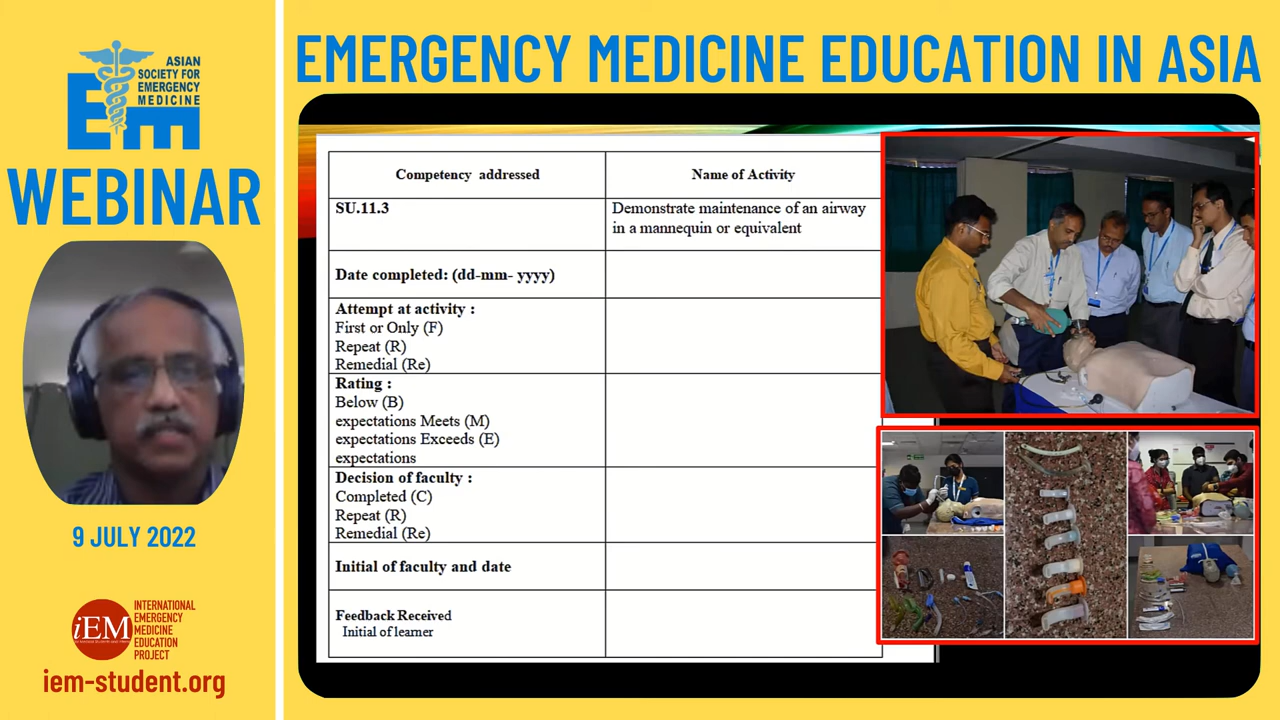 ASIAN
SOCIETY FOR
EMERGENCY
MEDICINE
Em
WEBINAR
9 JULY 2022
iEM
INTERNATIONAL
EMERGENCY
MEDICINE
EDUCATION
PROJECT
iem-student.org
EMERGENCY MEDICINE EDUCATION IN ASIA
Competency addressed
Name of Activity
SU.11.3
Demonstrate maintenance of an airway
in a mannequin or equivalent
Date completed: (dd-mm- yyyy)
Attempt at activity :
First or Only (F)
Repeat (R)
Remedial (Re)
Rating :
Below (B)
expectations Meets (M)
expectations Exceeds (E)
expectations
Decision of faculty :
Completed (C)
Repeat (R)
Remedial (Re)
Initial of faculty and date
Feedback Received
Initial of learner